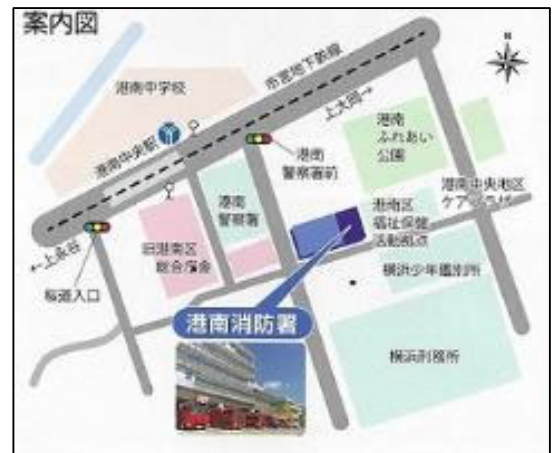 案内図
市営地下鉄線
港南中学校
上大岡→
港南中央駅
港南
警察署前
港南
ふれあい
公園
港南
警察署
港南区
福祉保健
活動拠点
港南中央地区
ケアプラザ
旧港南区
総合庁舎
←上永谷
桜道入口
横浜少年鑑別所
港南消防署
横浜刑務所